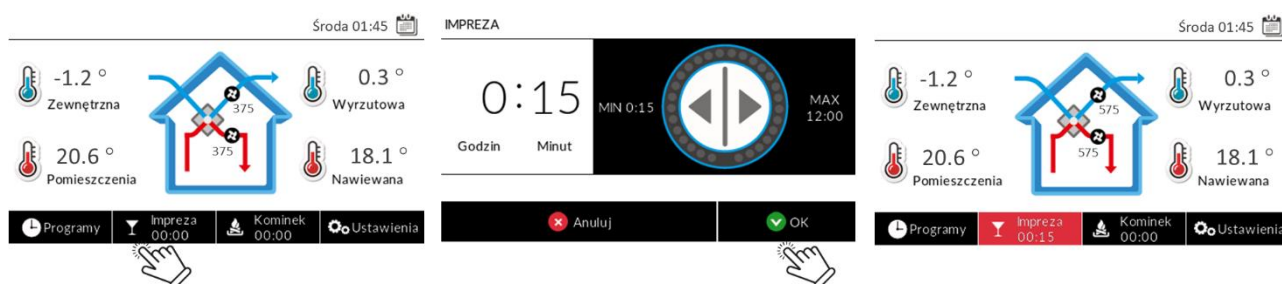 Środa 01:45
-1.2 °
Zewnętrzna
0.3 °
Wyrzutowa
375
375
20.6 °
Pomieszczenia
18.1 °
Nawiewana
Programy
Impreza
00:00
Kominek
00:00
Ustawienia
IMPREZA
0:15
Godzin Minut
MIN 0:15
MAX
12:00
Anuluj
OK
Środa 01:45
-1.2 °
Zewnętrzna
0.3 °
Wyrzutowa
575
575
20.6 °
Pomieszczenia
18.1 °
Nawiewana
Programy
Impreza
00:15
Kominek
00:00
Ustawienia